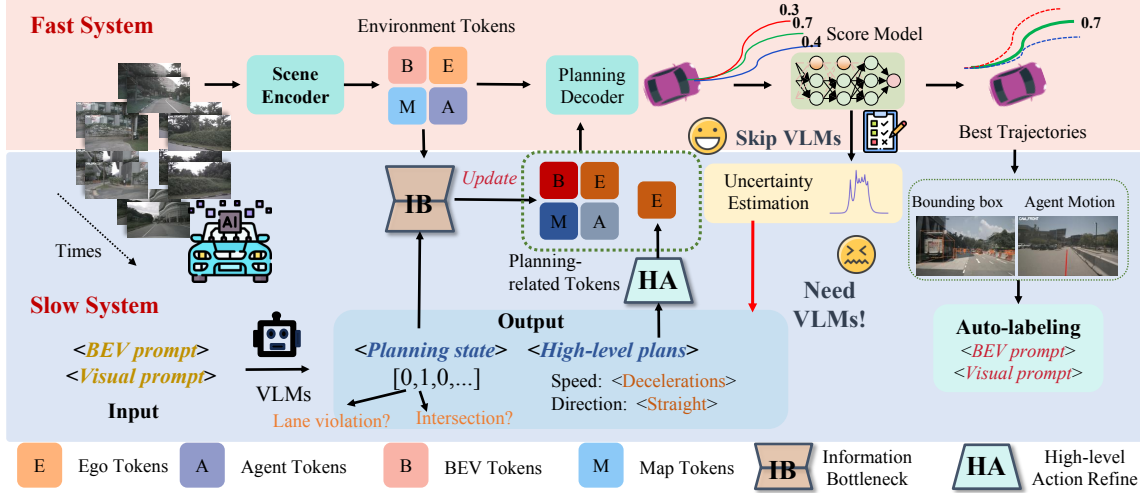 Fast System
Environment Tokens
0.3
0.7
0.4
Score Model
0.7
Scene
Encoder
B
E
M
A
Planning
Decoder
Best Trajectories
Skip VLMs
AI
Times
IB
Update
B
E
M
A
E
Planning-
related Tokens
HA
Uncertainty
Estimation
Need
VLMs!
Bounding box
Agent Motion
CAM_FRONT
Auto-labeling
<BEV prompt>
<Visual prompt>
Slow System
<BEV prompt>
<Visual prompt>
Input
VLMs
Output
<Planning state>
[0,1,0,...]
Lane violation?
Intersection?
<High-level plans>
Speed: <Decelerations>
Direction: <Straight>
E
Ego Tokens
A
Agent Tokens
B
BEV Tokens
M
Map Tokens
IB
Information
Bottleneck
HA
High-level
Action Refine